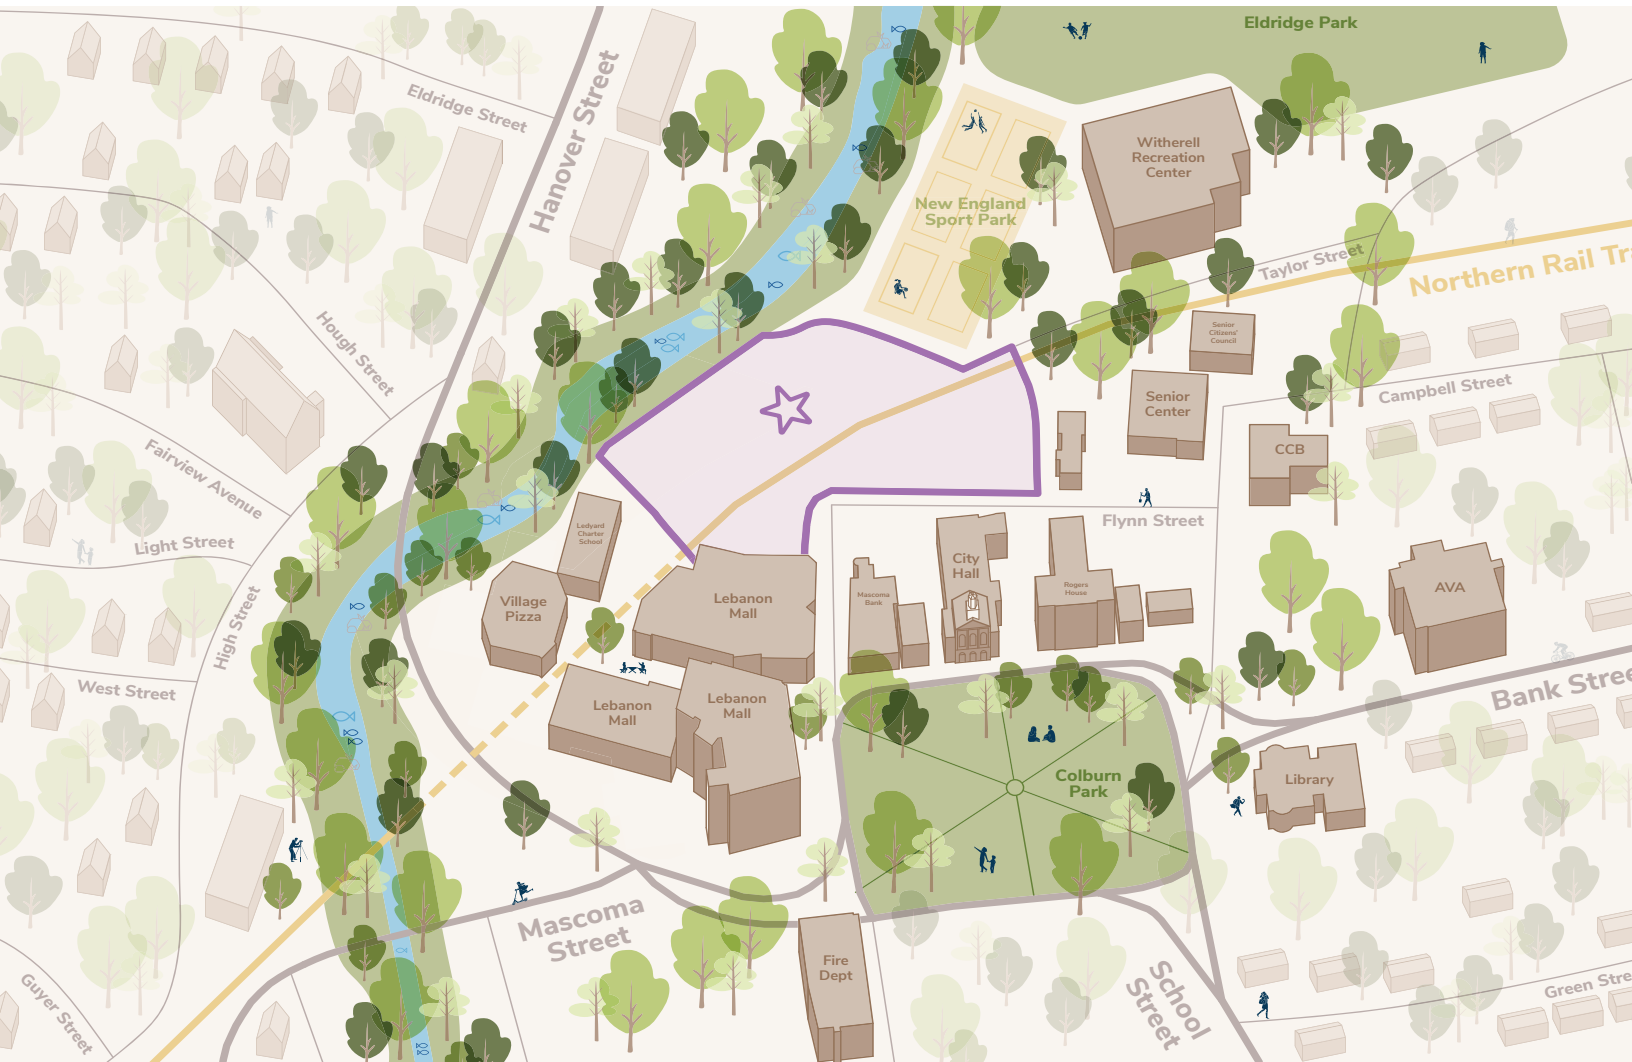 Eldridge Park
Eldridge Street
Hanover Street
Witherell
Recreation
Center
New England
Sport Park
Taylor Street
Northern Rail Tra
Hough Street
Senior
Citizens'
Council
Senior
Center
Campbell Street
Fairview Avenue
CCB
Light Street
Ledyard
Charter
School
Flynn Street
City
Hall
Village
Pizza
Lebanon
Mall
Mascoma
Bank
Rogers
House
AVA
High Street
West Street
Lebanon
Mall
Lebanon
Mall
Bank Stree
Colburn
Park
Library
Mascoma
Street
Fire
Dept
School
Street
Guyer Street
Green Stre